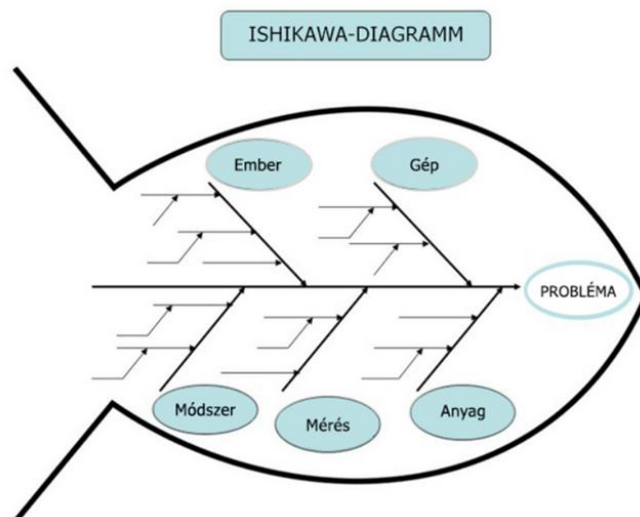 ISHIKAWA-DIAGRAMM
Ember
Gép
PROBLÉMA
Módszer
Mérés
Anyag